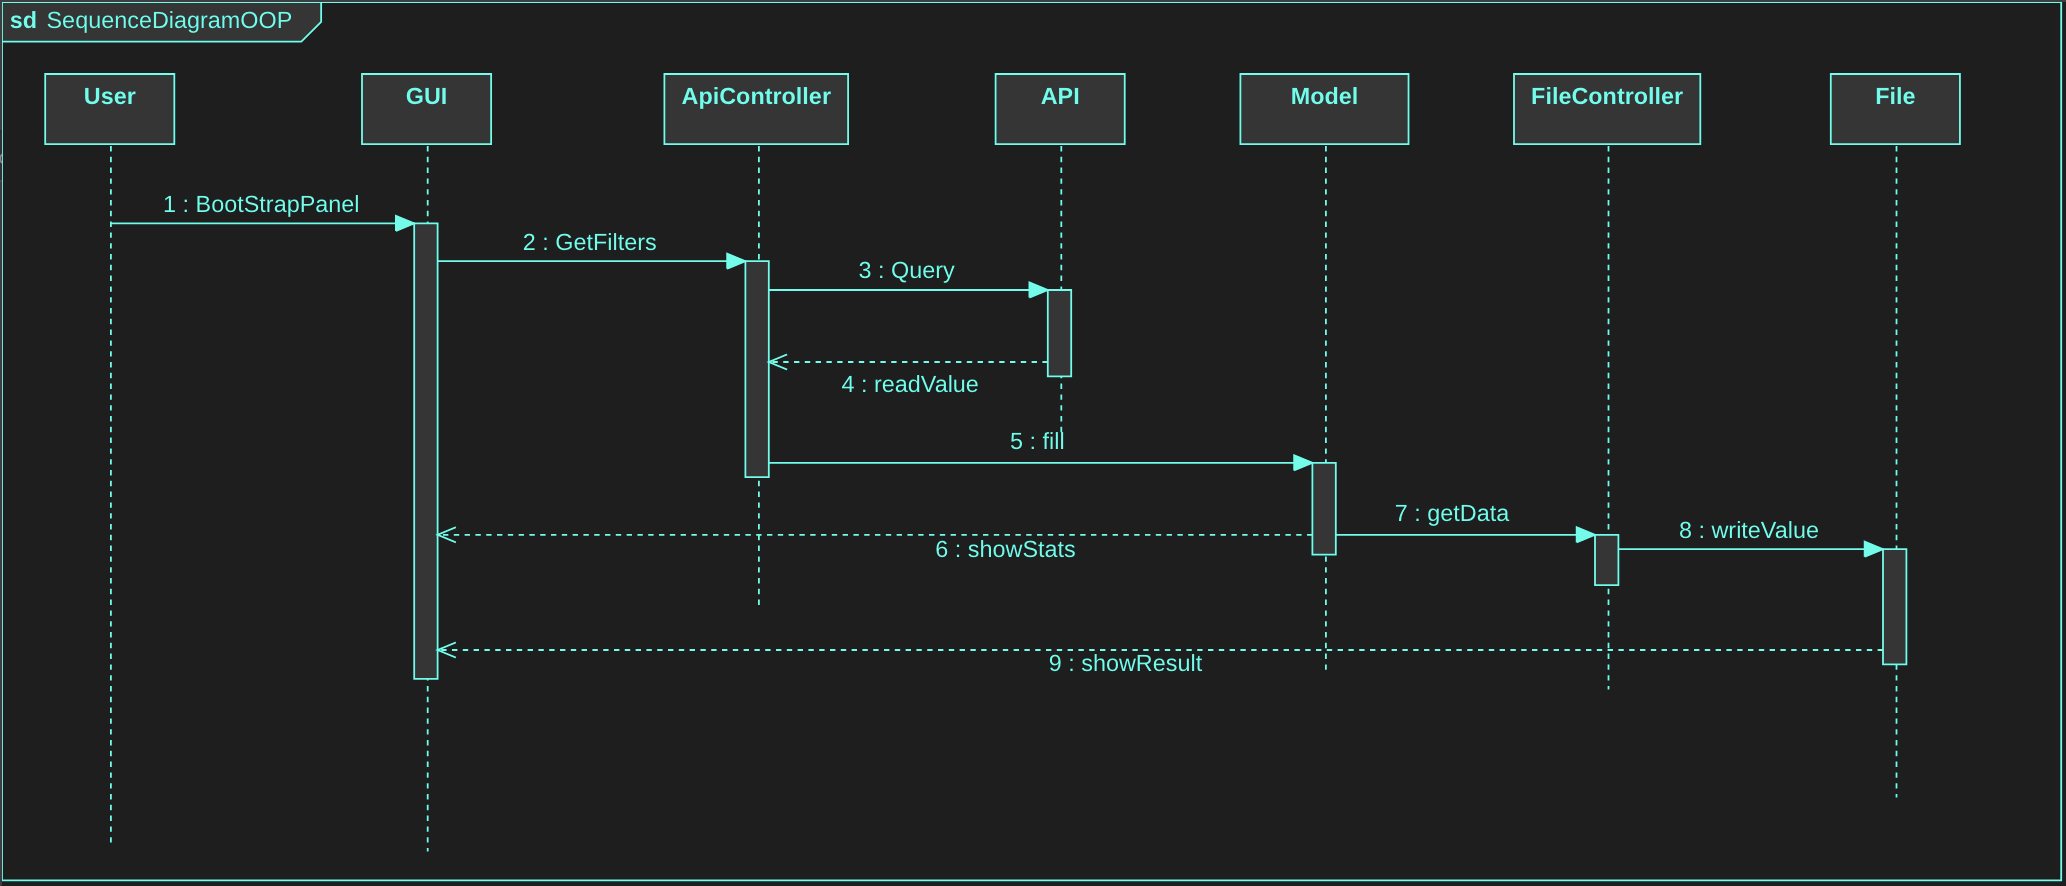 sd SequenceDiagramOOP
User
GUI
ApiController
API
Model
FileController
File
1 : BootStrapPanel
2 : GetFilters
3 : Query
4 : readValue
5 : fill
6 : showStats
7 : getData
8 : writeValue
9 : showResult